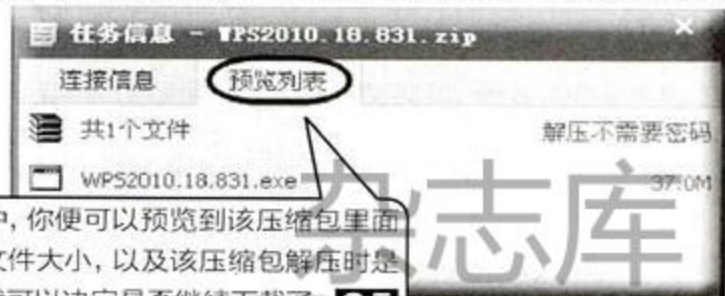 任务信息 - WPS2010.18.831.zip ×
连接信息 预览列表
共1个文件 解压不需要密码
WPS2010.18.831.exe 37.0M
中，你便可以预览到该压缩包里面
文件大小，以及该压缩包解压时是
可以决定是否继续下载了
杂志库